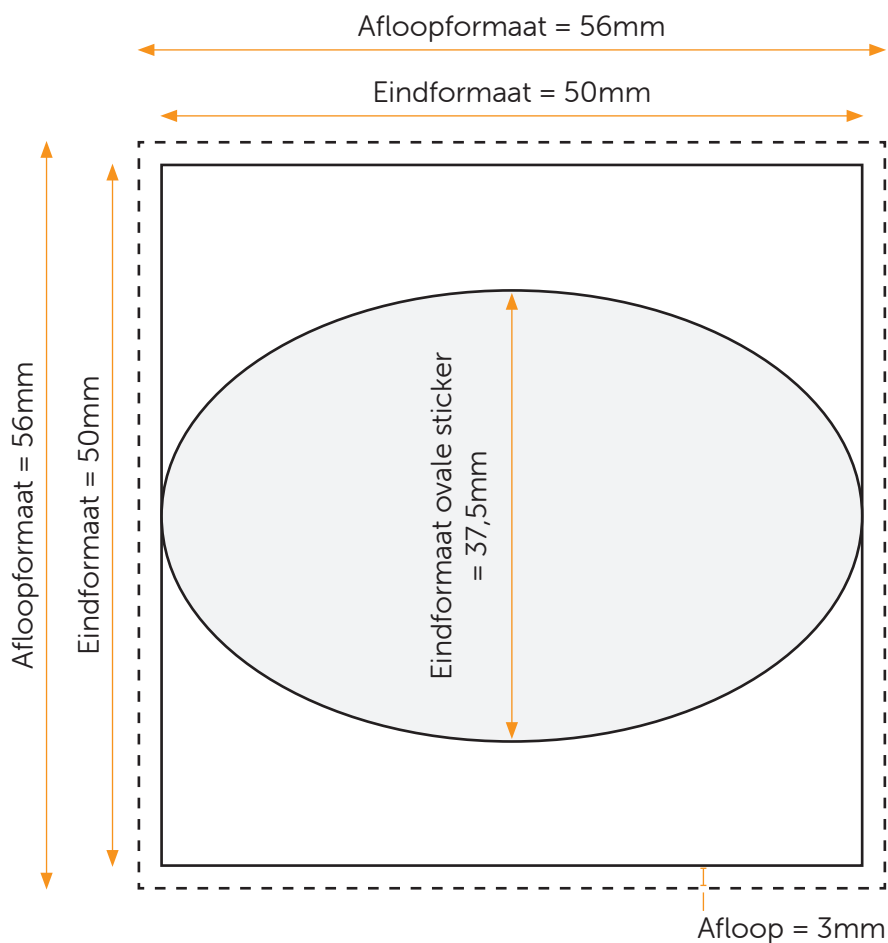 Afloopformaat = 56mm
Eindformaat = 50mm
Afloopformaat = 56mm
Eindformaat = 50mm
Eindformaat ovale sticker
= 37,5mm
Afloop = 3mm